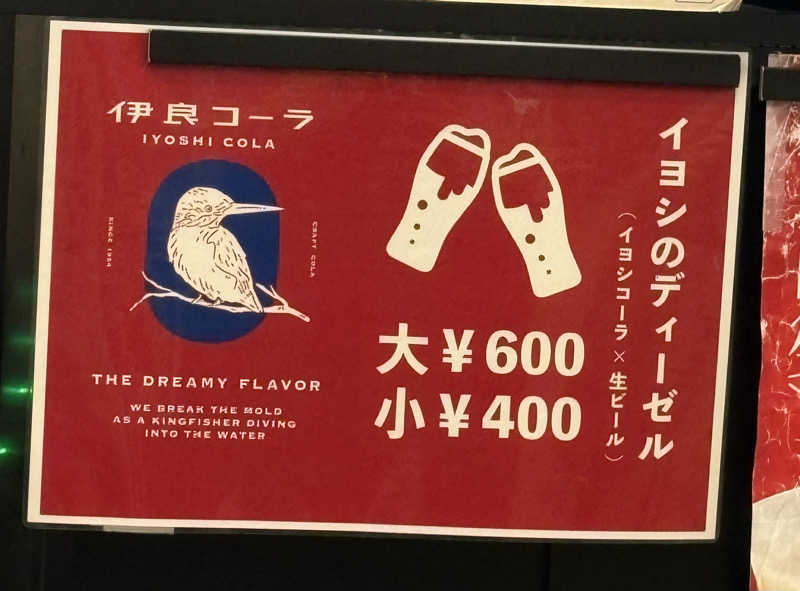 伊良コーラ
IYOSHI COLA
SINCE 1954
CRAFT COLA
THE DREAMY FLAVOR
WE BREAK THE MOLD
AS A KINGFISHER DIVING
INTO THE WATER
イヨシのディーゼル
(イヨシコーラ×生ビール)
大¥600
小¥400